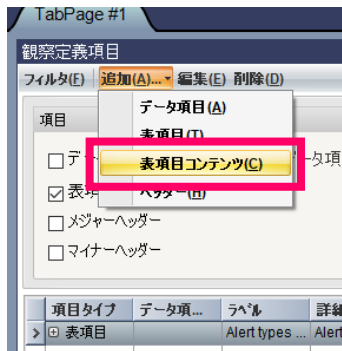 TabPage #1
観察定義項目
フィルタ(F) 追加(A)... 編集(E) 削除(D)
データ項目(A)
項目
表項目(T)
表項目コンテンツ(C)
ヘッダー(H)
メジャーヘッダー
マイナーヘッダー
項目タイプ データ項... ラベル 詳細
表項目 Alert types ... Alert